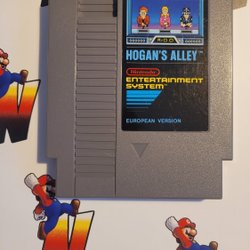 HOGAN'S ALLEY
Nintendo
ENTERTAINMENT
SYSTEM
EUROPEAN VERSION